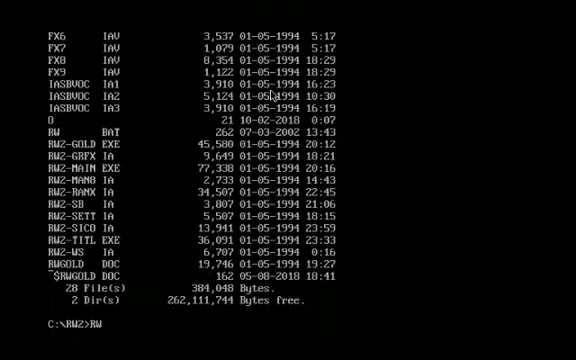 FX6 IAV 3,537 01-05-1994 5:17
FX7 IAV 1,079 01-05-1994 5:17
FX8 IAV 8,354 01-05-1994 18:29
FX9 IAV 1,122 01-05-1994 18:29
IASBVOC IA1 3,910 01-05-1994 16:23
IASBVOC IA2 5,124 01-05-1994 10:30
IASBVOC IA3 3,910 01-05-1994 16:19
O 21 10-02-2018 0:07
RW BAT 262 07-03-2002 13:43
RW2-GOLD EXE 45,580 01-05-1994 20:12
RW2-GRFX IA 9,649 01-05-1994 18:21
RW2-MAIN EXE 77,338 01-05-1994 20:16
RW2-MAN8 IA 2,733 01-05-1994 14:43
RW2-RANX IA 34,507 01-05-1994 22:45
RW2-SB IA 3,807 01-05-1994 21:06
RW2-SETT IA 5,507 01-05-1994 18:15
RW2-SICO IA 13,941 01-05-1994 23:59
RW2-TITL EXE 36,091 01-05-1994 23:33
RW2-WS IA 6,707 01-05-1994 0:16
RWGOLD DOC 19,746 01-05-1994 19:27
~$RWGOLD DOC 162 05-08-2018 18:41
28 File(s) 384,048 Bytes.
2 Dir(s) 262,111,744 Bytes free.
C:\RW2>RW